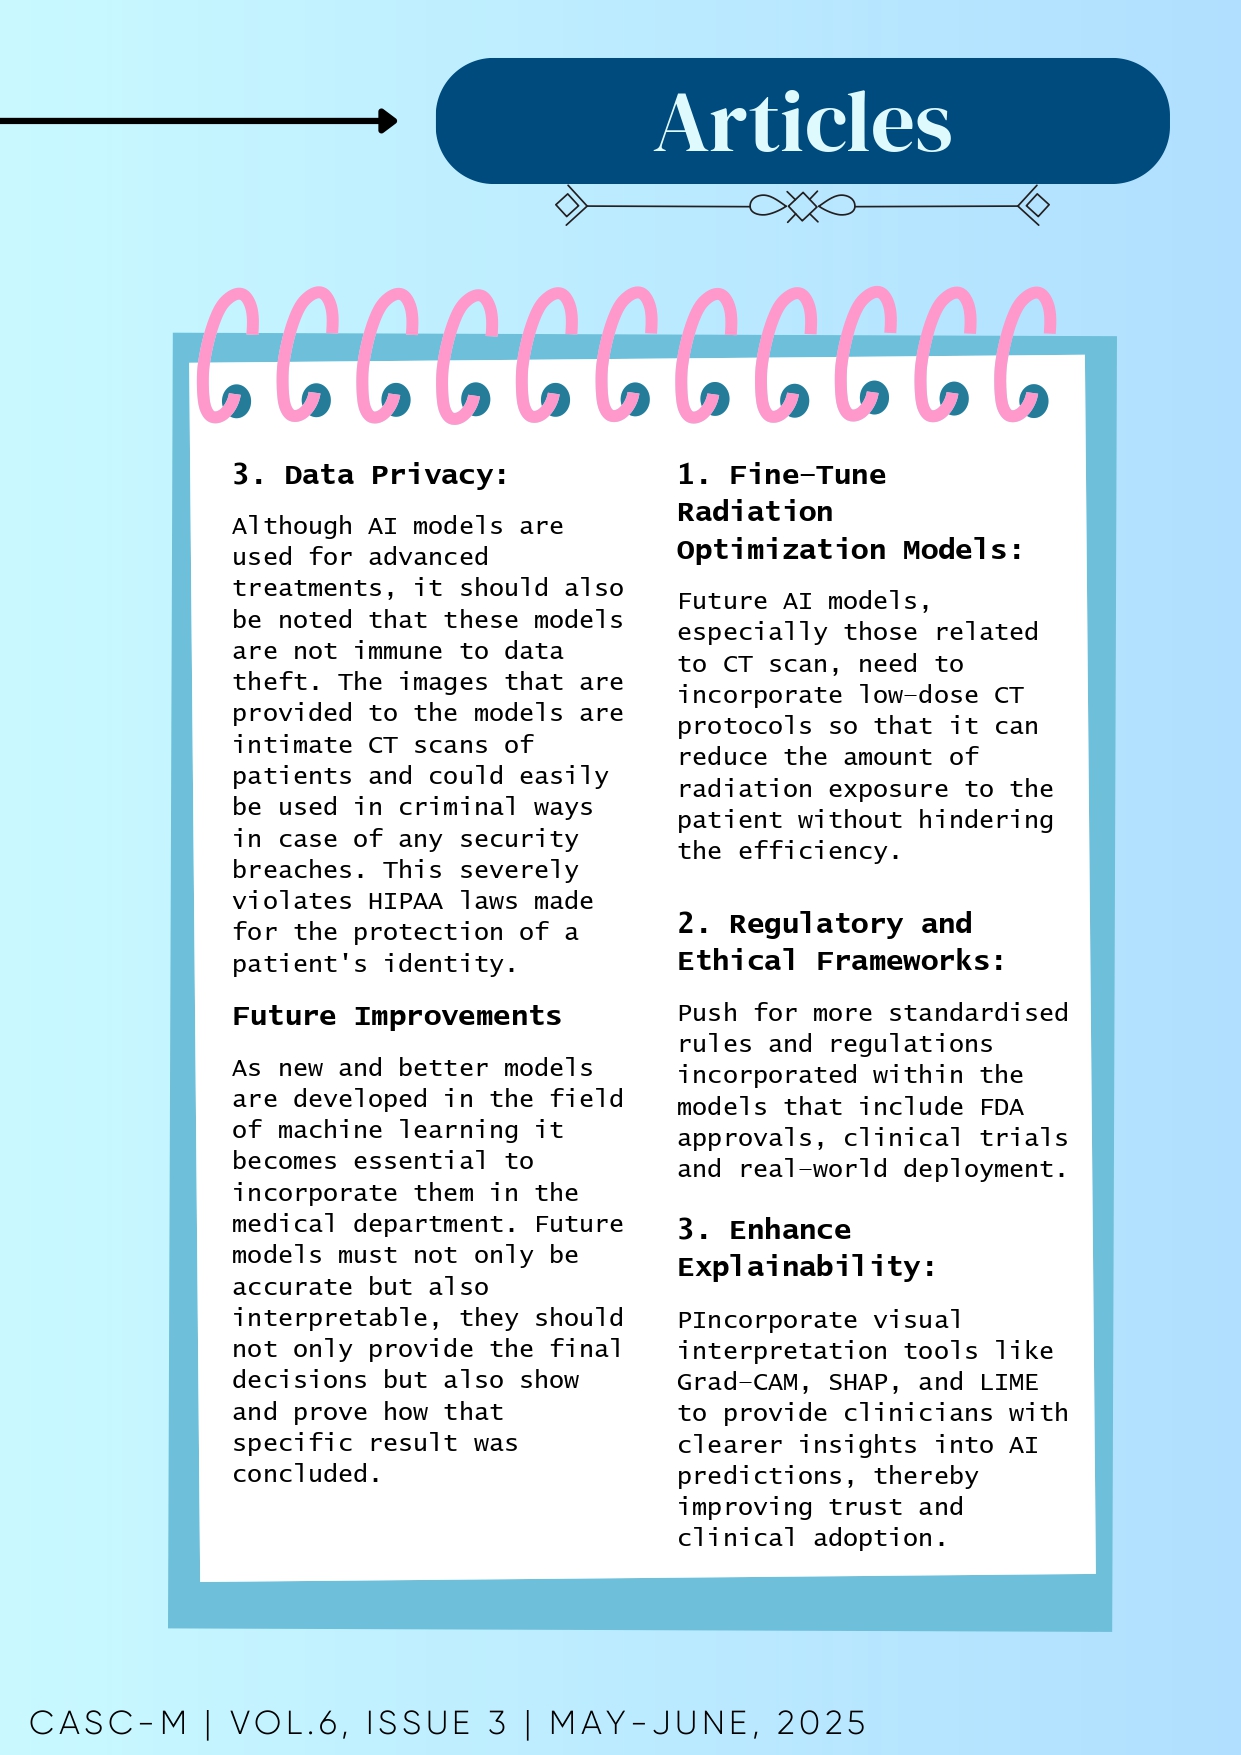 Articles
3. Data Privacy:
Although AI models are
used for advanced
treatments, it should also
be noted that these models
are not immune to data
theft. The images that are
provided to the models are
intimate CT scans of
patients and could easily
be used in criminal ways
in case of any security
breaches. This severely
violates HIPAA laws made
for the protection of a
patient's identity.
Future Improvements
As new and better models
are developed in the field
of machine learning it
becomes essential to
incorporate them in the
medical department. Future
models must not only be
accurate but also
interpretable, they should
not only provide the final
decisions but also show
and prove how that
specific result was
concluded.
1. Fine-Tune
Radiation
Optimization Models:
Future AI models,
especially those related
to CT scan, need to
incorporate low-dose CT
protocols so that it can
reduce the amount of
radiation exposure to the
patient without hindering
the efficiency.
2. Regulatory and
Ethical Frameworks:
Push for more standardised
rules and regulations
incorporated within the
models that include FDA
approvals, clinical trials
and real-world deployment.
3. Enhance
Explainability:
PIncorporate visual
interpretation tools like
Grad-CAM, SHAP, and LIME
to provide clinicians with
clearer insights into AI
predictions, thereby
improving trust and
clinical adoption.
CASC-M | VOL.6, ISSUE 3 | MAY-JUNE, 2025